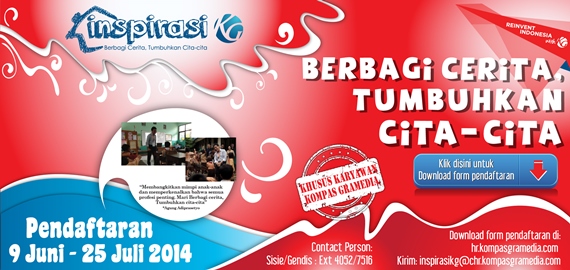 inspirasi
Berbagi Cerita, Tumbuhkan Cita-cita
REINVENT
INDONESIA
with
BERBAGI CERITA,
TUMBUHKAN
CITA-CITA
Klik disini untuk
Download form pendaftaran
KHUSUS KARYAWAN
KOMPAS GRAMEDIA
"Membangkitkan mimpi anak-anak
dan memperkenalkan bahwa semua
profesi penting. Mari Berbagi cerita,
Tumbuhkan cita-cita"
Pendaftaran
9 Juni - 25 Juli 2014
Contact Person:
Sisie/Gendis : Ext 4052/7516
Download form pendaftaran di:
hr.kompasgramedia.com
Kirim: inspirasikg@chr.kompasgramedia.com